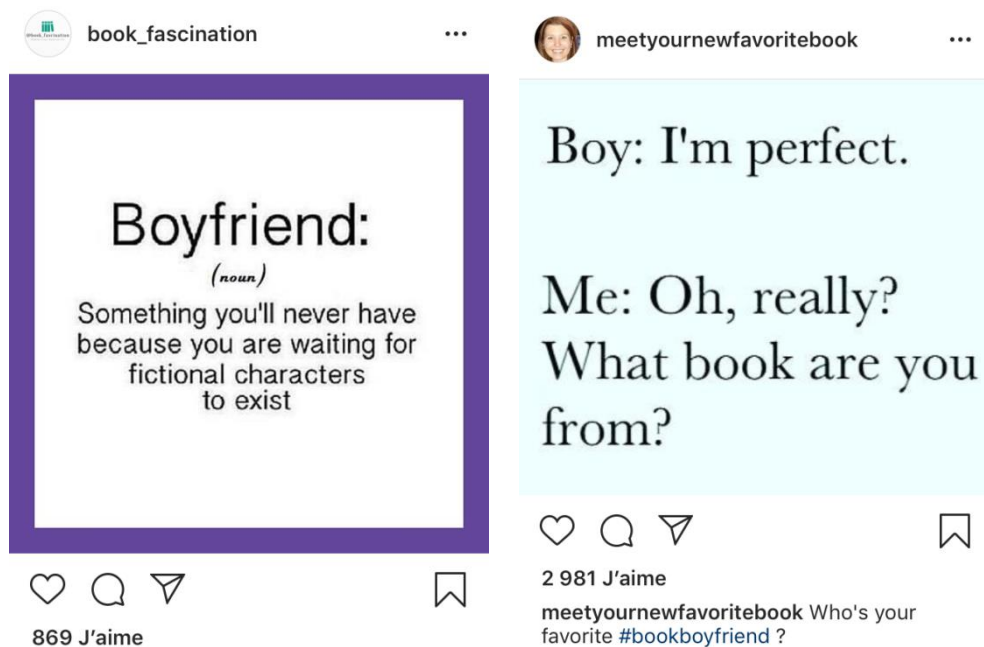 book_fascination
Boyfriend:
(noun)
Something you'll never have
because you are waiting for
fictional characters
to exist
869 J'aime
meetyournewfavoritebook
Boy: I'm perfect.
Me: Oh, really?
What book are you
from?
2 981 J'aime
meetyournewfavoritebook Who's your
favorite #bookboyfriend ?